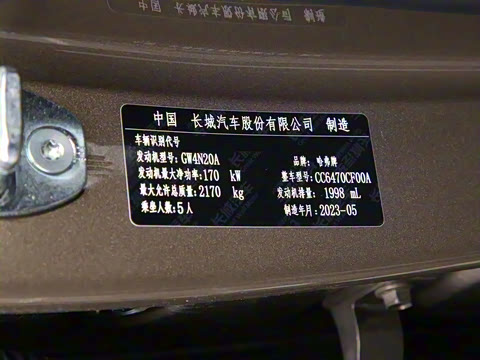 中国 长城汽车股份有限公司 制造
车辆识别代号
发动机型号: GW4N20A 品牌: 哈弗牌
发动机最大净功率: 170 kW 整车型号: CC6470CF00A
最大允许总质量: 2170 kg 发动机排量: 1998 mL
乘坐人数: 5人 制造年月: 2023-05